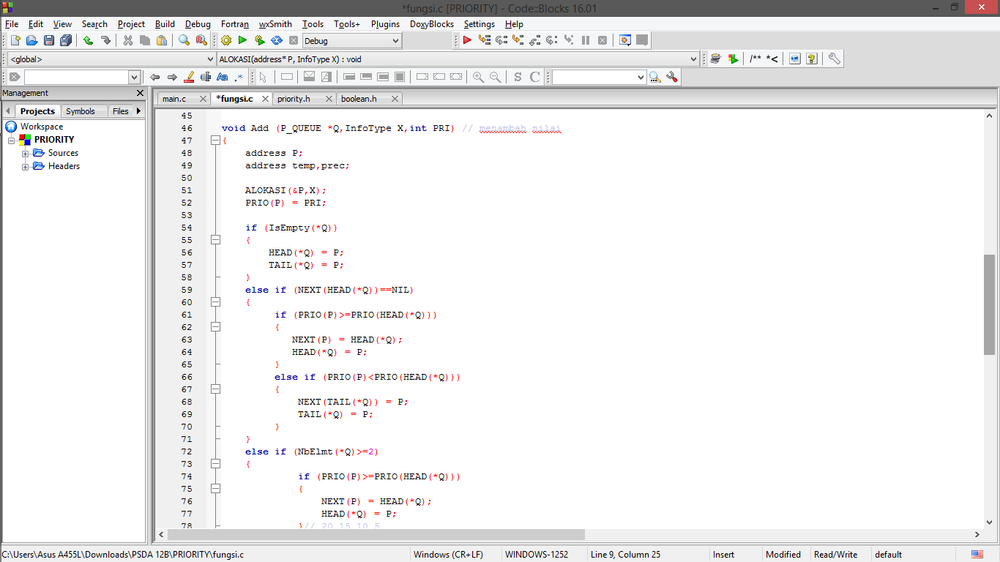 *fungsi.c [PRIORITY] - Code::Blocks 16.01
File Edit View Search Project Build Debug Fortran wxSmith Tools Tools+ Plugins DoxyBlocks Settings Help
Debug
<global> ALOKASI(address* P, InfoType X) : void /** *<
Aa .* S C
Management
Projects Symbols Files
Workspace
PRIORITY
Sources
Headers
main.c *fungsi.c priority.h boolean.h
45
46 void Add (P_QUEUE *Q,InfoType X,int PRI) // menambah nilai
47 {
48 address P;
49 address temp,prec;
50
51 ALOKASI(&P,X);
52 PRIO(P) = PRI;
53
54 if (IsEmpty(*Q))
55 {
56 HEAD(*Q) = P;
57 TAIL(*Q) = P;
58 }
59 else if (NEXT(HEAD(*Q))==NIL)
60 {
61 if (PRIO(P)>=PRIO(HEAD(*Q)))
62 {
63 NEXT(P) = HEAD(*Q);
64 HEAD(*Q) = P;
65 }
66 else if (PRIO(P)<PRIO(HEAD(*Q)))
67 {
68 NEXT(TAIL(*Q)) = P;
69 TAIL(*Q) = P;
70 }
71 }
72 else if (NbElmt(*Q)>=2)
73 {
74 if (PRIO(P)>=PRIO(HEAD(*Q)))
75 {
76 NEXT(P) = HEAD(*Q);
77 HEAD(*Q) = P;
78 }// 20 15 10 5
C:\Users\Asus A455L\Downloads\PSDA 12B\PRIORITY\fungsi.c Windows (CR+LF) WINDOWS-1252 Line 9, Column 25 Insert Modified Read/Write default